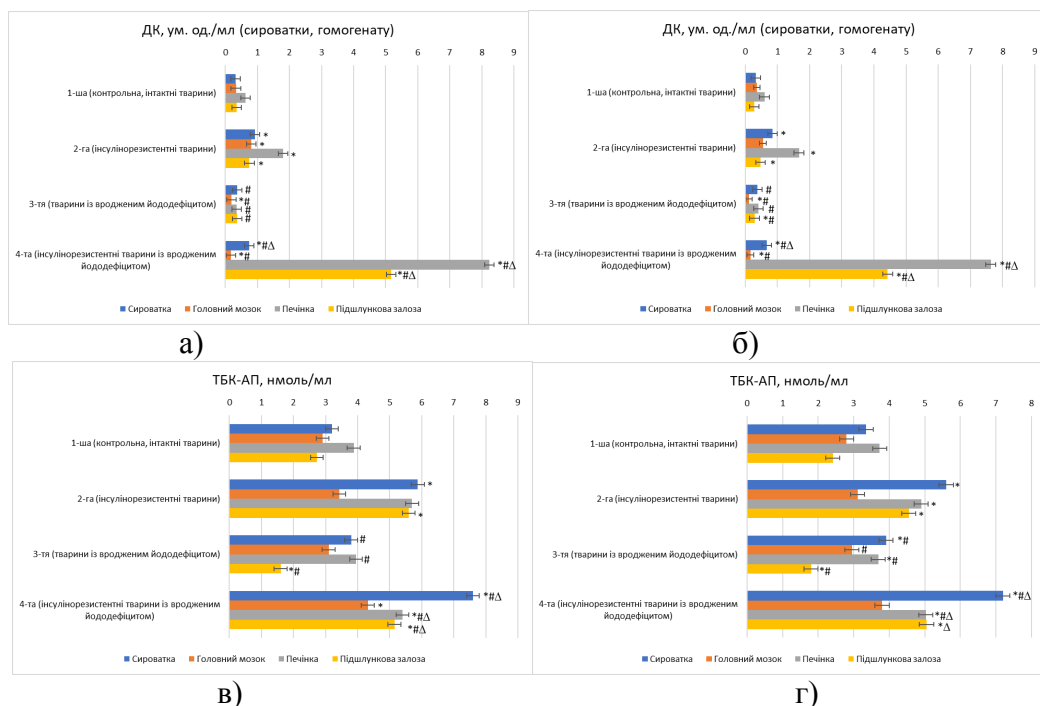 ДК, ум. од./мл (сироватки, гомогенату)
0 1 2 3 4 5 6 7 8 9
1-ша (контрольна, інтактні тварини)
2-га (інсулінорезистентні тварини)
* * * *
3-тя (тварини із вродженим йододефіцитом)
# *# # #
4-та (інсулінорезистентні тварини із вродженим
йододефіцитом)
*#Δ *# *#Δ *#Δ
Сироватка Головний мозок Печінка Підшлункова залоза
а)
ДК, ум. од./мл (сироватки, гомогенату)
0 1 2 3 4 5 6 7 8 9
1-ша (контрольна, інтактні тварини)
2-га (інсулінорезистентні тварини)
* * *
3-тя (тварини із вродженим йододефіцитом)
# *# # *#
4-та (інсулінорезистентні тварини із вродженим
йододефіцитом)
*#Δ *# *#Δ *#Δ
Сироватка Головний мозок Печінка Підшлункова залоза
б)
ТБК-АП, нмоль/мл
0 1 2 3 4 5 6 7 8
1-ша (контрольна, інтактні тварини)
2-га (інсулінорезистентні тварини)
* *
3-тя (тварини із вродженим йододефіцитом)
# # *#
4-та (інсулінорезистентні тварини із вродженим
йододефіцитом)
*#Δ * *#Δ *#Δ
Сироватка Головний мозок Печінка Підшлункова залоза
в)
ТБК-АП, нмоль/мл
0 1 2 3 4 5 6 7 8
1-ша (контрольна, інтактні тварини)
2-га (інсулінорезистентні тварини)
* * *
3-тя (тварини із вродженим йододефіцитом)
*# # *# *#
4-та (інсулінорезистентні тварини із вродженим
йододефіцитом)
*#Δ *#Δ *Δ
Сироватка Головний мозок Печінка Підшлункова залоза
г)